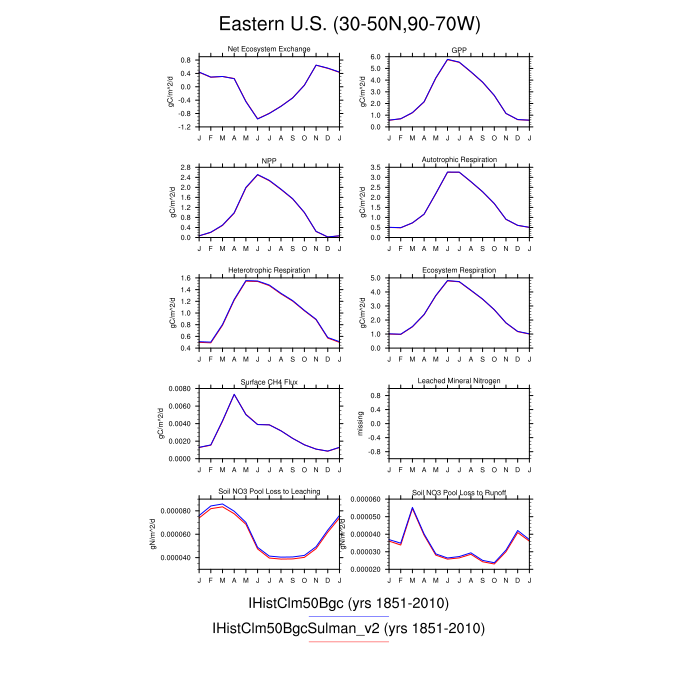 Eastern U.S. (30-50N,90-70W)
Net Ecosystem Exchange
gC/m^2/d
0.8
0.4
0.0
-0.4
-0.8
-1.2
J F M A M J J A S O N D J
GPP
gC/m^2/d
6.0
5.0
4.0
3.0
2.0
1.0
0.0
J F M A M J J A S O N D J
NPP
gC/m^2/d
2.8
2.4
2.0
1.6
1.2
0.8
0.4
0.0
J F M A M J J A S O N D J
Autotrophic Respiration
gC/m^2/d
3.5
3.0
2.5
2.0
1.5
1.0
0.5
0.0
J F M A M J J A S O N D J
Heterotrophic Respiration
gC/m^2/d
1.6
1.4
1.2
1.0
0.8
0.6
0.4
J F M A M J J A S O N D J
Ecosystem Respiration
gC/m^2/d
5.0
4.0
3.0
2.0
1.0
0.0
J F M A M J J A S O N D J
Surface CH4 Flux
gC/m^2/d
0.0080
0.0060
0.0040
0.0020
0.0000
J F M A M J J A S O N D J
Leached Mineral Nitrogen
missing
0.8
0.4
0.0
-0.4
-0.8
J F M A M J J A S O N D J
Soil NO3 Pool Loss to Leaching
gN/m^2/d
0.000080
0.000060
0.000040
J F M A M J J A S O N D J
Soil NO3 Pool Loss to Runoff
gN/m^2/d
0.000060
0.000050
0.000040
0.000030
0.000020
J F M A M J J A S O N D J
IHistClm50Bgc (yrs 1851-2010)
IHistClm50BgcSulman_v2 (yrs 1851-2010)